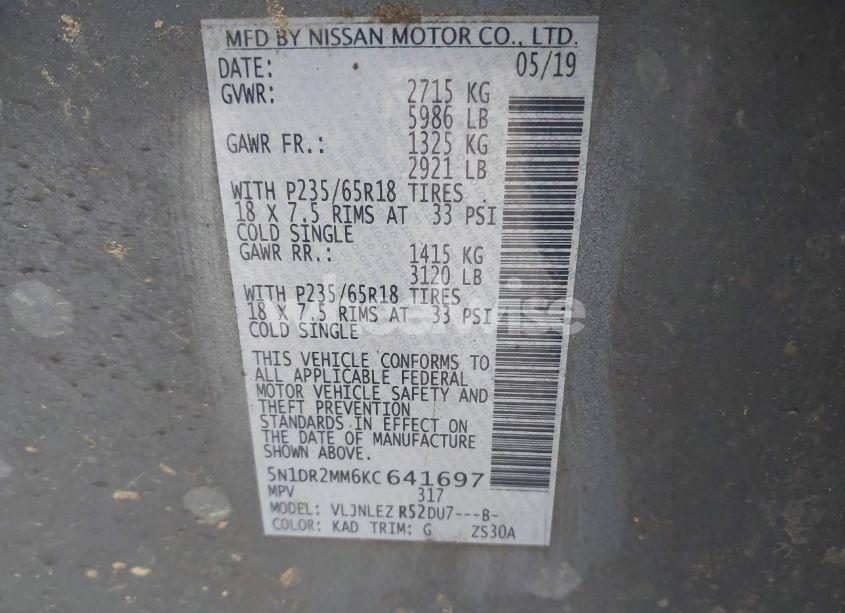 MFD BY NISSAN MOTOR CO., LTD.
DATE: 05/19
GVWR: 2715 KG
5986 LB
GAWR FR.: 1325 KG
2921 LB
WITH P235/65R18 TIRES .
18 X 7.5 RIMS AT 33 PSI
COLD SINGLE
GAWR RR.: 1415 KG
3120 LB
WITH P235/65R18 TIRES
18 X 7.5 RIMS AT 33 PSI
COLD SINGLE
THIS VEHICLE CONFORMS TO
ALL APPLICABLE FEDERAL
MOTOR VEHICLE SAFETY AND
THEFT PREVENTION
STANDARDS IN EFFECT ON
THE DATE OF MANUFACTURE
SHOWN ABOVE.
5N1DR2MM6KC641697
MPV 317
MODEL: VLJNLEZ R52DU7---B-
COLOR: KAD TRIM: G ZS30A